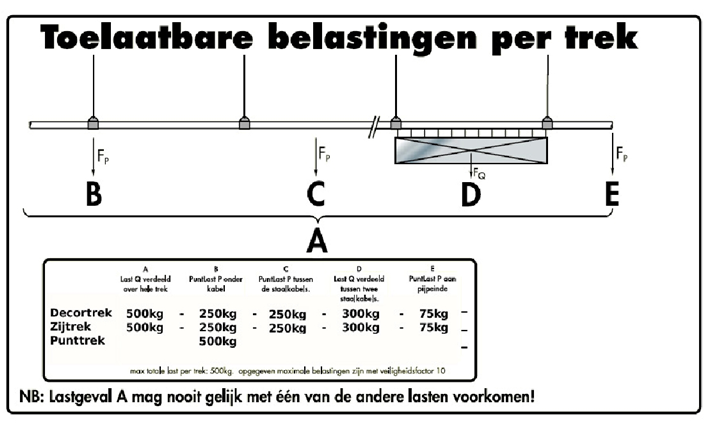 Toelaatbare belastingen per trek
FP
FP
FQ
FP
B
C
D
E
A
A B C D E
Last Q verdeeld over hele trek
PuntLast P onder kabel
PuntLast P tussen de staalkabels.
Last Q verdeeld tussen twee staalkabels.
PuntLast P aan pijpeinde
Decortrek 500kg - 250kg - 250kg - 300kg - 75kg –
Zijtrek 500kg - 250kg - 250kg - 300kg - 75kg –
Punttrek 500kg –
max totale last per trek: 500kg. opgegeven maximale belastingen zijn met veiligheidsfactor 10
NB: Lastgeval A mag nooit gelijk met één van de andere lasten voorkomen!